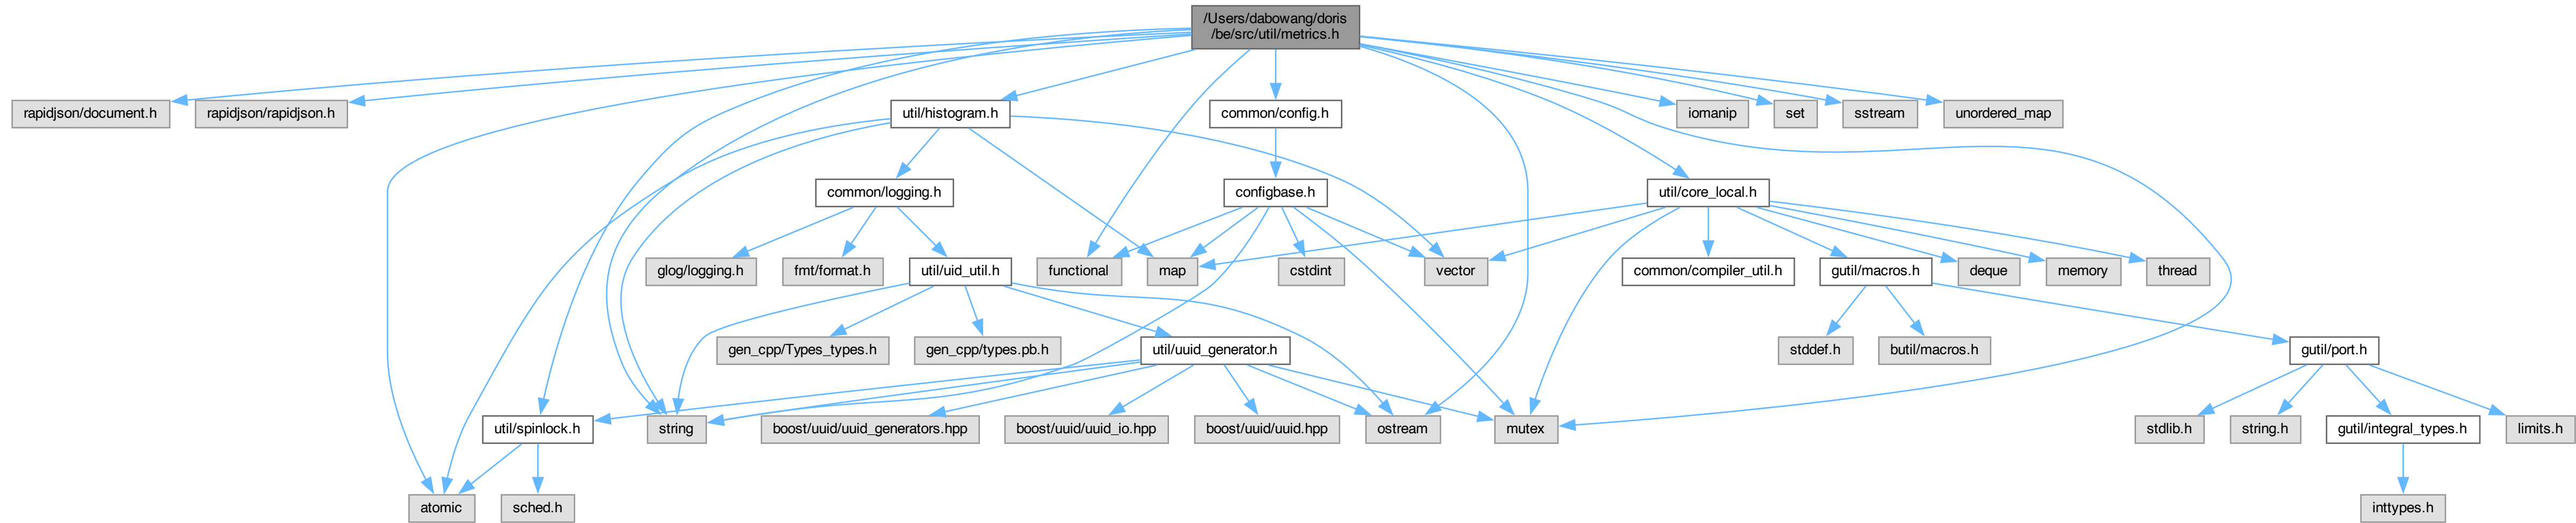 /Users/dabowang/doris
/be/src/util/metrics.h
rapidjson/document.h
rapidjson/rapidjson.h
util/histogram.h
common/config.h
iomanip
set
sstream
unordered_map
common/logging.h
configbase.h
util/core_local.h
glog/logging.h
fmt/format.h
util/uid_util.h
functional
map
cstdint
vector
common/compiler_util.h
gutil/macros.h
deque
memory
thread
gen_cpp/Types_types.h
gen_cpp/types.pb.h
util/uuid_generator.h
stddef.h
butil/macros.h
gutil/port.h
util/spinlock.h
string
boost/uuid/uuid_generators.hpp
boost/uuid/uuid_io.hpp
boost/uuid/uuid.hpp
ostream
mutex
stdlib.h
string.h
gutil/integral_types.h
limits.h
atomic
sched.h
inttypes.h